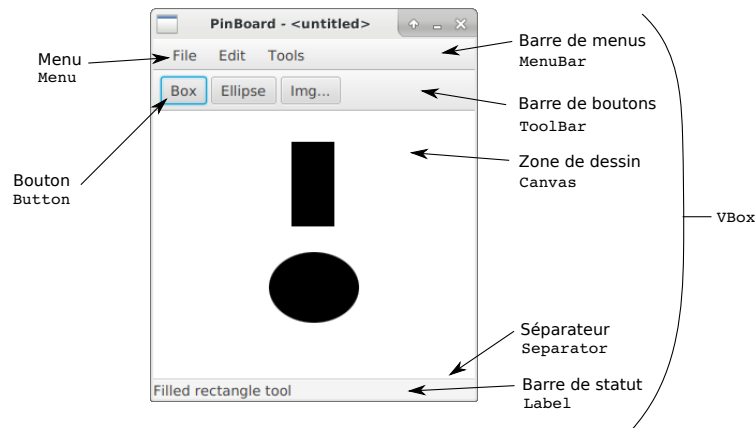 PinBoard - <untitled>
File Edit Tools
Box Ellipse Img...
Filled rectangle tool
Menu
Menu
Bouton
Button
Barre de menus
MenuBar
Barre de boutons
ToolBar
Zone de dessin
Canvas
Séparateur
Separator
Barre de statut
Label
VBox